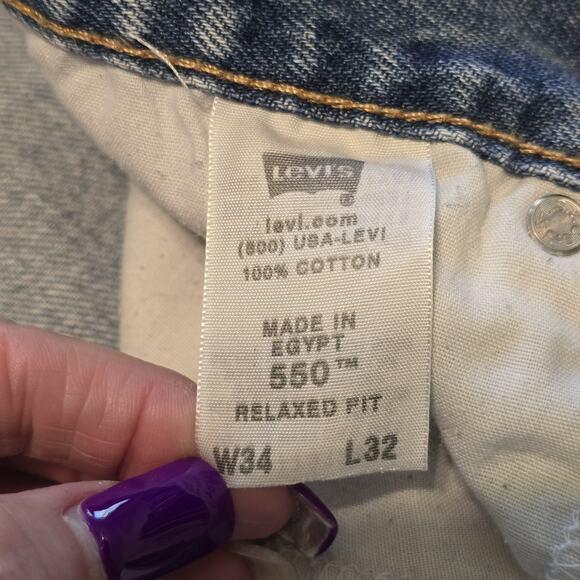 Levi's
®
levi.com
(800) USA-LEVI
100% COTTON
MADE IN
EGYPT
550™
RELAXED FIT
W34 L32